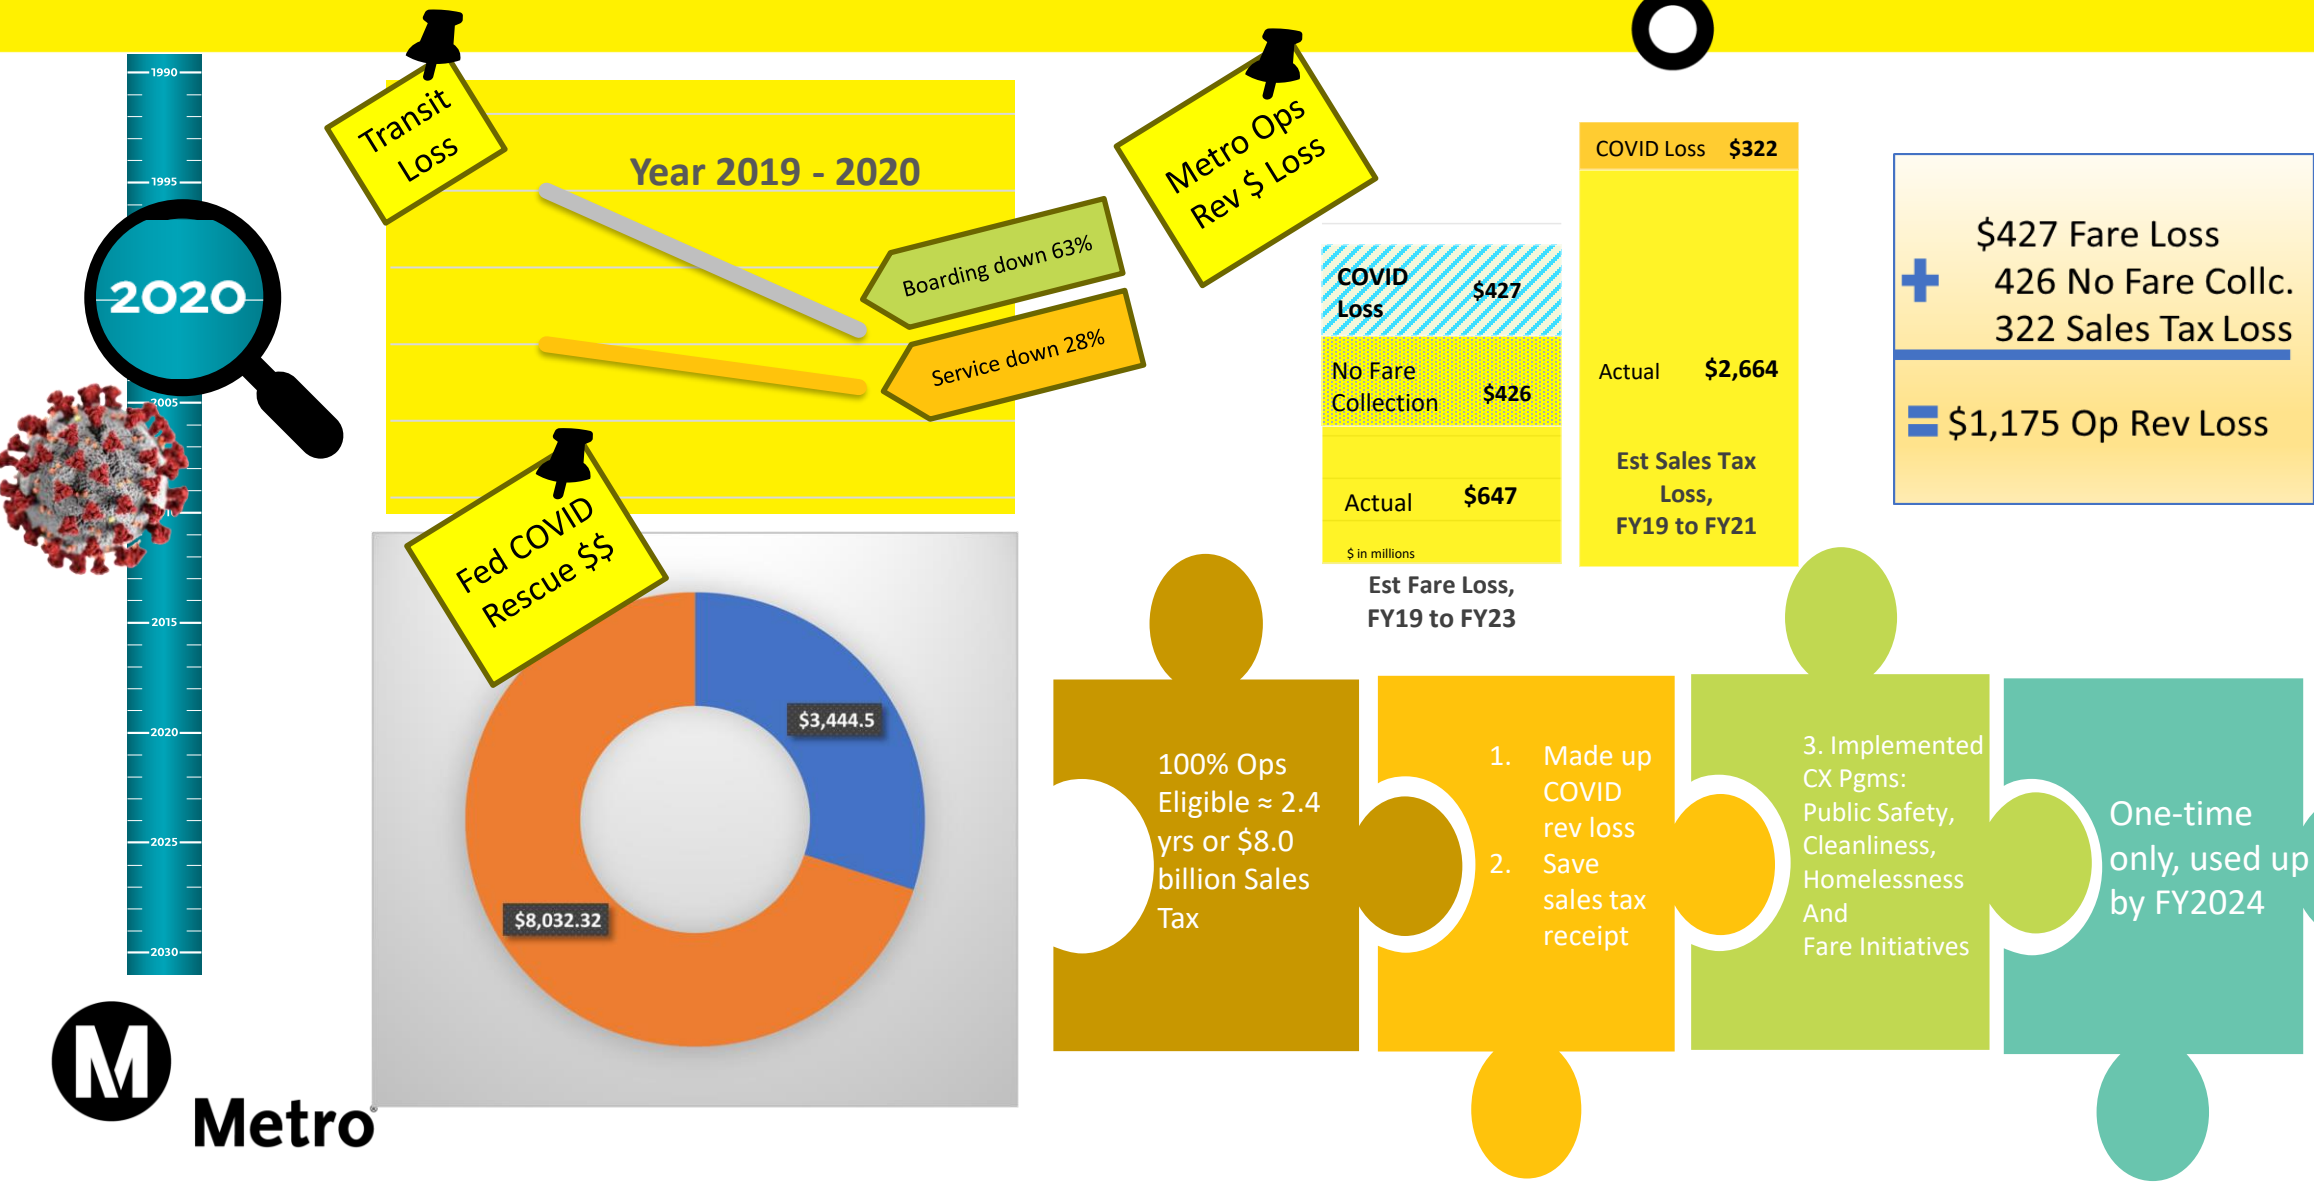 1990
1995
2020
2005
2015
2020
2025
2030
Metro
Transit
Loss
Year 2019 - 2020
Boarding down 63%
Service down 28%
Fed COVID
Rescue $$
$3,444.5
$8,032.32
Metro Ops
Rev $ Loss
COVID
Loss
$427
No Fare
Collection
$426
Actual
$647
$ in millions
Est Fare Loss,
FY19 to FY23
COVID Loss $322
Actual $2,664
Est Sales Tax
Loss,
FY19 to FY21
$427 Fare Loss
+ 426 No Fare Collc.
322 Sales Tax Loss
= $1,175 Op Rev Loss
100% Ops
Eligible ≈ 2.4
yrs or $8.0
billion Sales
Tax
1. Made up
COVID
rev loss
2. Save
sales tax
receipt
3. Implemented
CX Pgms:
Public Safety,
Cleanliness,
Homelessness
And
Fare Initiatives
One-time
only, used up
by FY2024